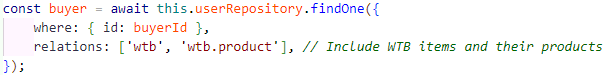 const buyer = await this.userRepository.findOne({
    where: { id: buyerId },
    relations: ['wtb', 'wtb.product'], // Include WTB items and their products
});